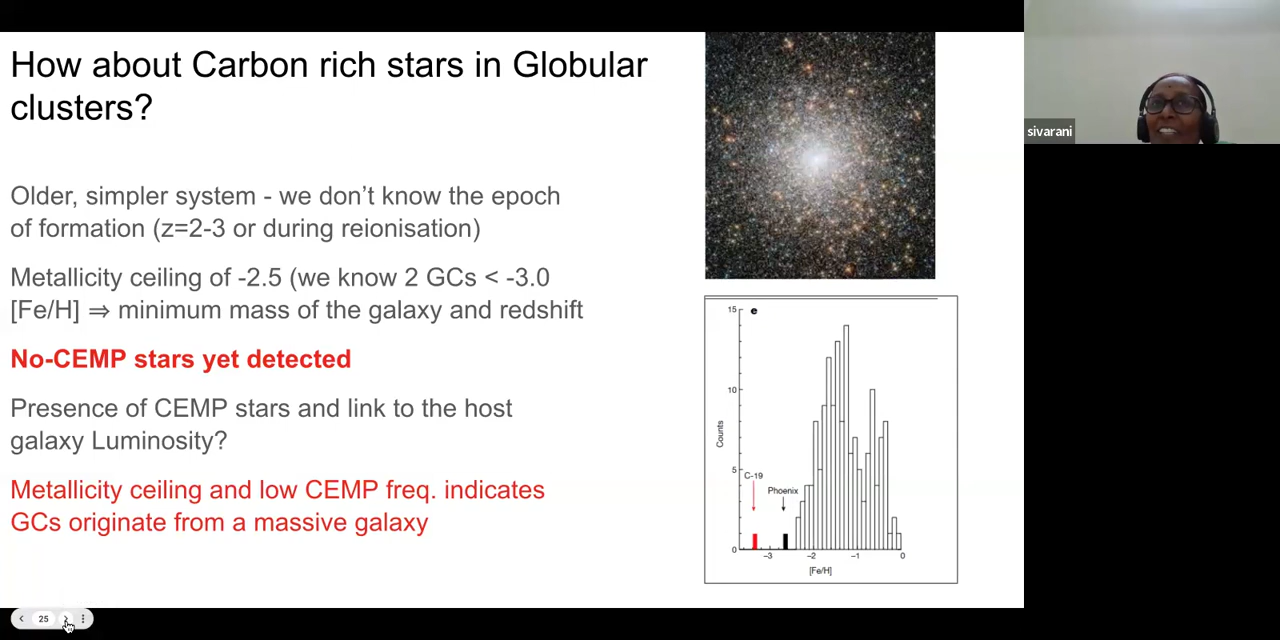 How about Carbon rich stars in Globular
clusters?
Older, simpler system - we don’t know the epoch
of formation (z=2-3 or during reionisation)
Metallicity ceiling of -2.5 (we know 2 GCs < -3.0
[Fe/H] ⇒ minimum mass of the galaxy and redshift
No-CEMP stars yet detected
Presence of CEMP stars and link to the host
galaxy Luminosity?
Metallicity ceiling and low CEMP freq. indicates
GCs originate from a massive galaxy
sivarani
e
15
10
5
0
Counts
C-19
Phoenix
−3
−2
−1
0
[Fe/H]
25